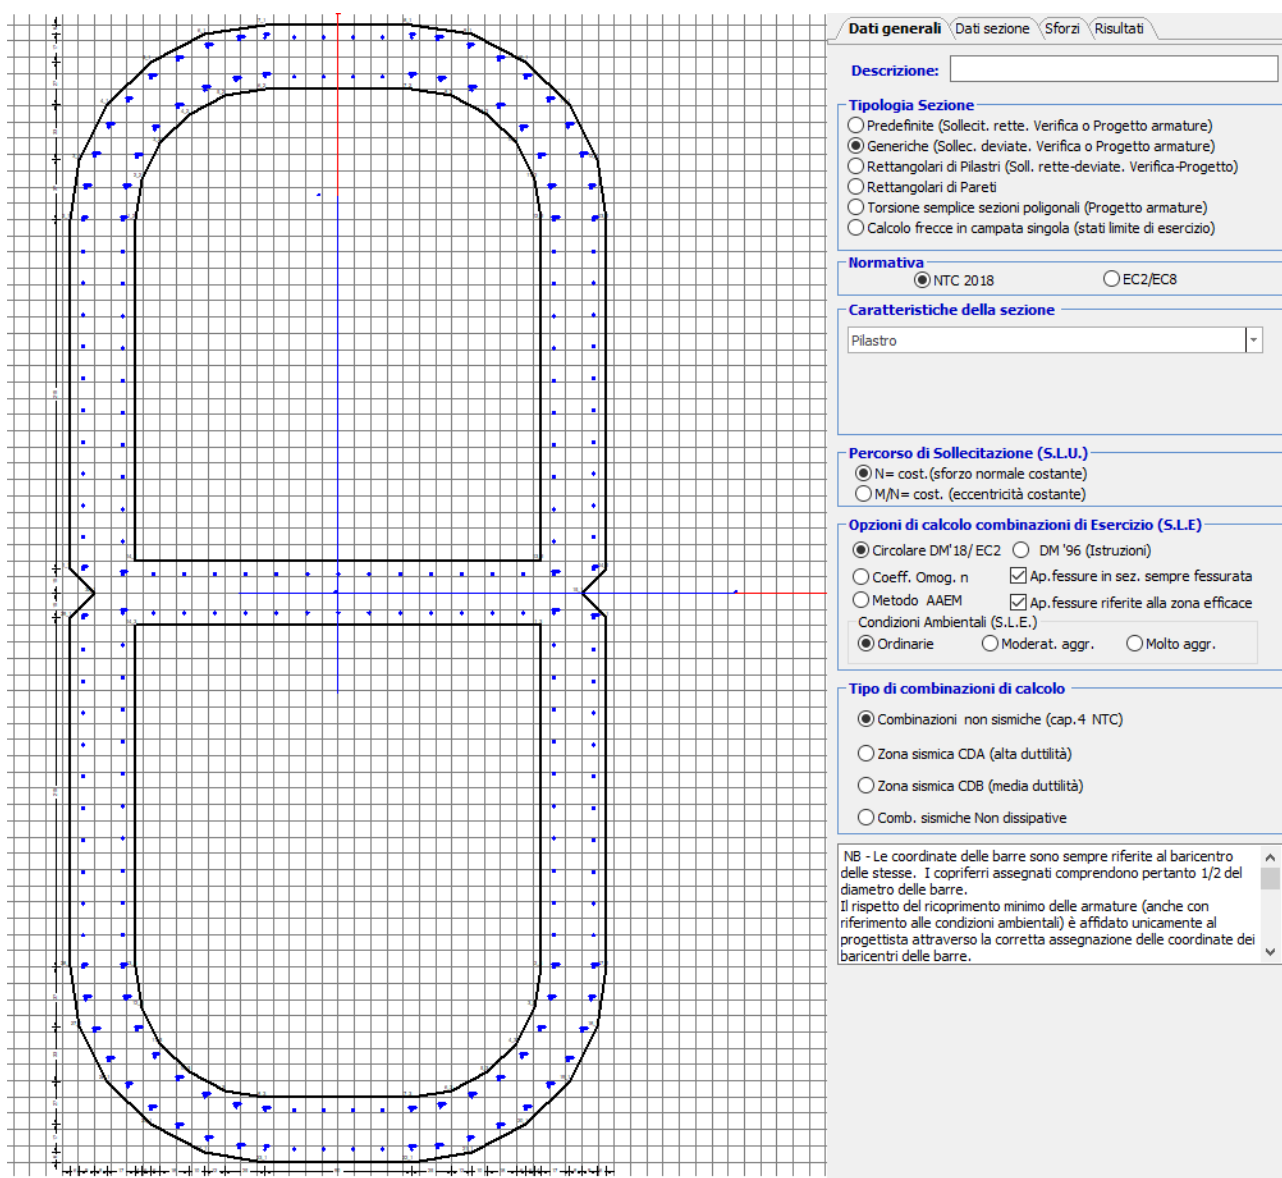 Dati generali
Dati sezione
Sforzi
Risultati
Descrizione:
Tipologia Sezione
Predefinite (Sollecit. rette. Verifica o Progetto armature)
Generiche (Sollec. deviate. Verifica o Progetto armature)
Rettangolari di Pilastri (Soll. rette-deviate. Verifica-Progetto)
Rettangolari di Pareti
Torsione semplice sezioni poligonali (Progetto armature)
Calcolo frecce in campata singola (stati limite di esercizio)
Normativa
NTC 2018
EC2/EC8
Caratteristiche della sezione
Pilastro
Percorso di Sollecitazione (S.L.U.)
N= cost.(sforzo normale costante)
M/N= cost. (eccentricità costante)
Opzioni di calcolo combinazioni di Esercizio (S.L.E)
Circolare DM'18/ EC2
DM '96 (Istruzioni)
Coeff. Omog. n
Ap.fessure in sez. sempre fessurata
Metodo AAEM
Ap.fessure riferite alla zona efficace
Condizioni Ambientali (S.L.E.)
Ordinarie
Moderat. aggr.
Molto aggr.
Tipo di combinazioni di calcolo
Combinazioni non sismiche (cap.4 NTC)
Zona sismica CDA (alta duttilità)
Zona sismica CDB (media duttilità)
Comb. sismiche Non dissipative
NB - Le coordinate delle barre sono sempre riferite al baricentro
delle stesse. I copriferri assegnati comprendono pertanto 1/2 del
diametro delle barre.
Il rispetto del ricoprimento minimo delle armature (anche con
riferimento alle condizioni ambientali) è affidato unicamente al
progettista attraverso la corretta assegnazione delle coordinate dei
baricentri delle barre.